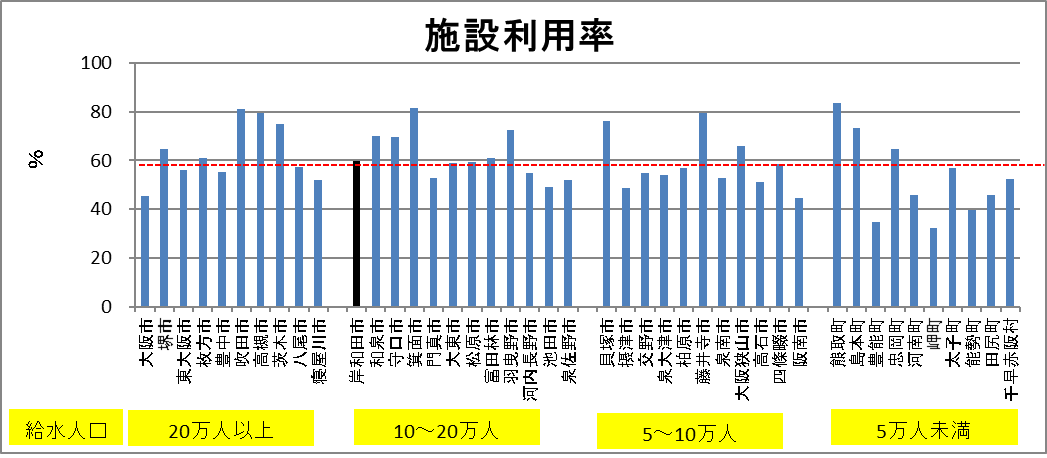 施設利用率
%
100
80
60
40
20
0
大阪市
堺市
東大阪市
枚方市
豊中市
吹田市
高槻市
茨木市
八尾市
寝屋川市
岸和田市
和泉市
守口市
箕面市
門真市
大東市
松原市
富田林市
羽曳野市
河内長野市
池田市
泉佐野市
貝塚市
摂津市
交野市
泉大津市
柏原市
藤井寺市
泉南市
大阪狭山市
高石市
四條畷市
阪南市
熊取町
島本町
豊能町
忠岡町
河南町
岬町
太子町
能勢町
田尻町
千早赤阪村
給水人口
20万人以上
10～20万人
5～10万人
5万人未満